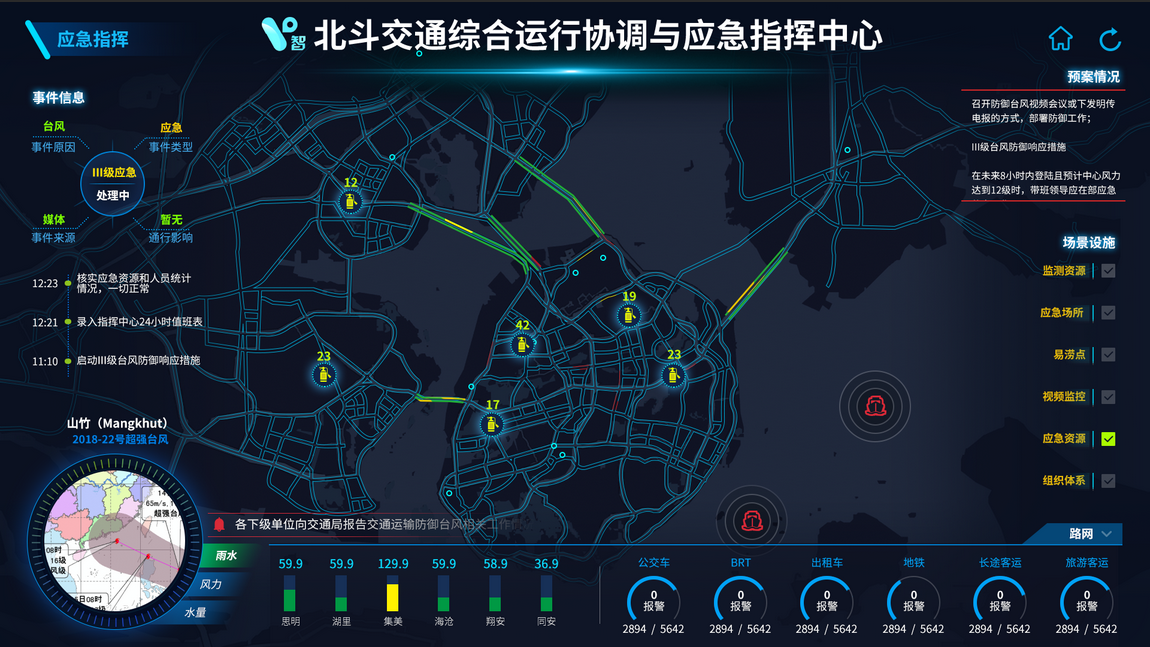 应急指挥
智
北斗交通综合运行协调与应急指挥中心
事件信息
台风
事件原因
应急
事件类型
III级应急
处理中
媒体
事件来源
暂无
通行影响
12:23
核实应急资源和人员统计
情况，一切正常
12:21
录入指挥中心24小时值班表
11:10
启动III级台风防御响应措施
山竹（Mangkhut）
2018-22号超强台风
14
65m/s,1
超强台
08时
16级
风级
日08时
级
12
19
42
23
23
17
预案情况
召开防御台风视频会议或下发明传
电报的方式，部署防御工作；
III级台风防御响应措施
在未来8小时内登陆且预计中心风力
达到12级时，带班领导应在部应急
场景设施
监测资源
应急场所
易涝点
视频监控
应急资源
组织体系
各下级单位向交通局报告交通运输防御台风相关工作
雨水
风力
水量
59.9
59.9
129.9
59.9
58.9
36.9
思明
湖里
集美
海沧
翔安
同安
路网
公交车
BRT
出租车
地铁
长途客运
旅游客运
0
报警
0
报警
0
报警
0
报警
0
报警
0
报警
2894 / 5642
2894 / 5642
2894 / 5642
2894 / 5642
2894 / 5642
2894 / 5642